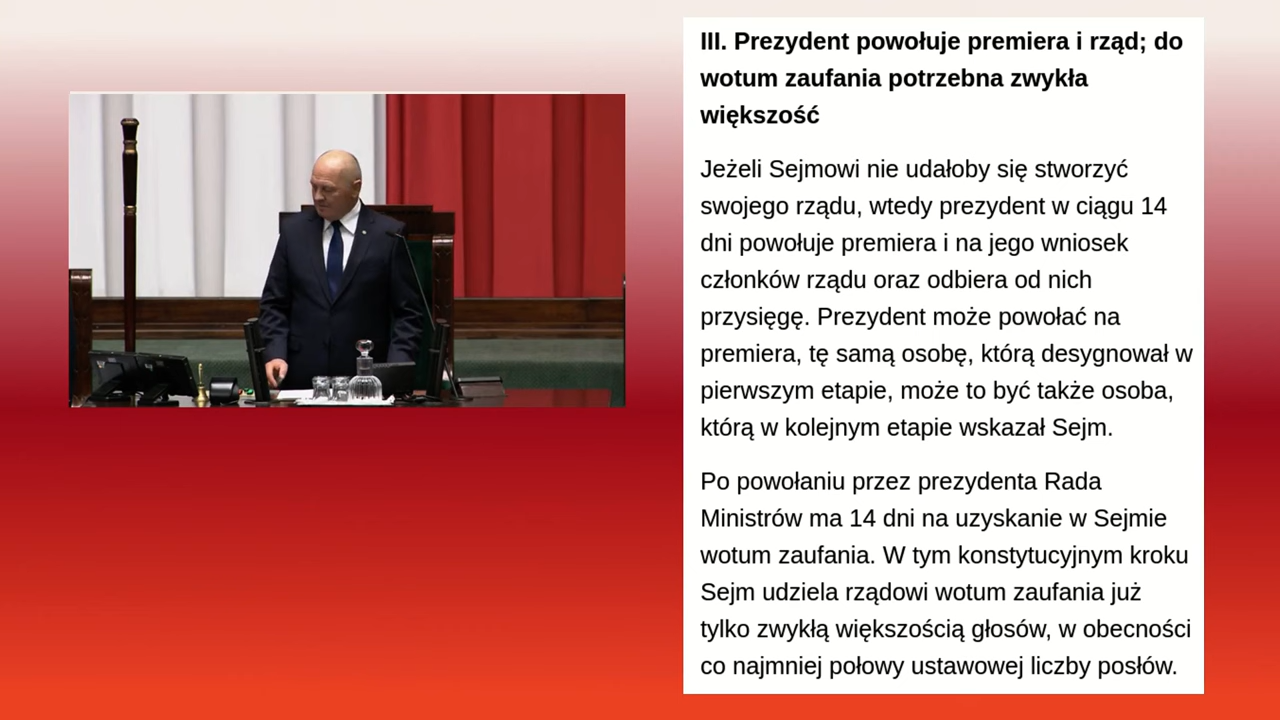 III. Prezydent powołuje premiera i rząd; do
wotum zaufania potrzebna zwykła
większość
Jeżeli Sejmowi nie udałoby się stworzyć
swojego rządu, wtedy prezydent w ciągu 14
dni powołuje premiera i na jego wniosek
członków rządu oraz odbiera od nich
przysięgę. Prezydent może powołać na
premiera, tę samą osobę, którą desygnował w
pierwszym etapie, może to być także osoba,
którą w kolejnym etapie wskazał Sejm.
Po powołaniu przez prezydenta Rada
Ministrów ma 14 dni na uzyskanie w Sejmie
wotum zaufania. W tym konstytucyjnym kroku
Sejm udziela rządowi wotum zaufania już
tylko zwykłą większością głosów, w obecności
co najmniej połowy ustawowej liczby posłów.